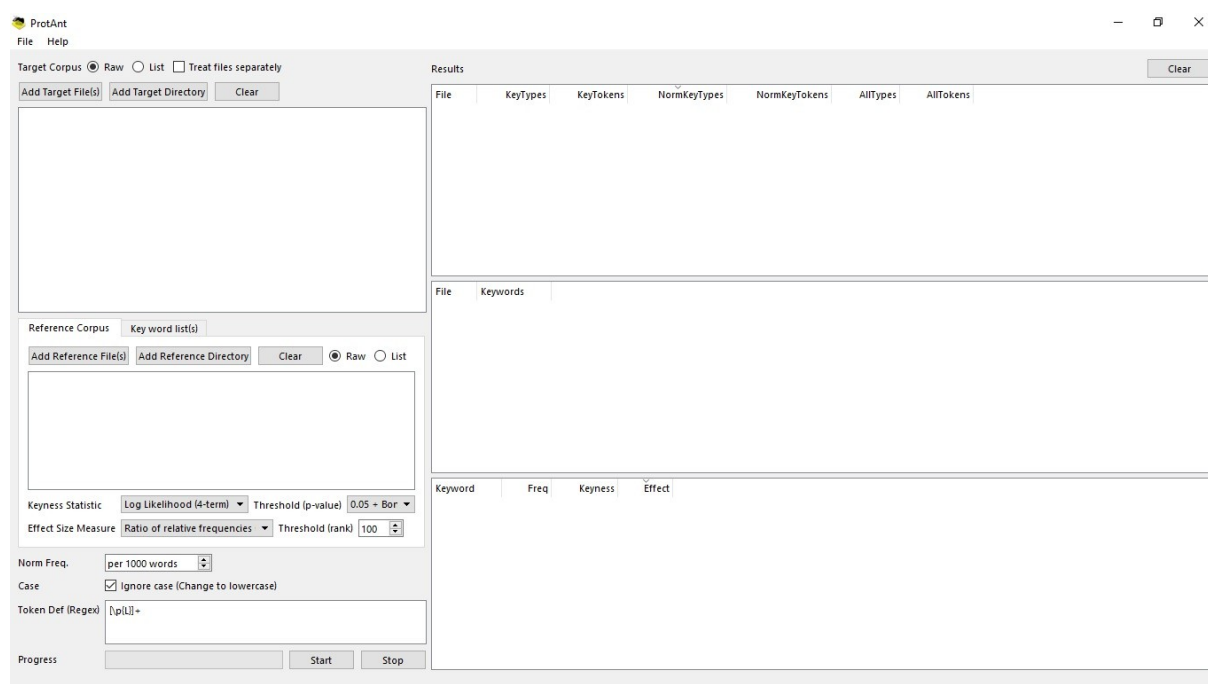 ProtAnt
File Help
Target Corpus Raw List Treat files separately
Add Target File(s) Add Target Directory Clear
Reference Corpus Key word list(s)
Add Reference File(s) Add Reference Directory Clear Raw List
Keyness Statistic Log Likelihood (4-term) Threshold (p-value) 0.05 + Bor
Effect Size Measure Ratio of relative frequencies Threshold (rank) 100
Norm Freq. per 1000 words
Case Ignore case (Change to lowercase)
Token Def (Regex) [\p{L}]+
Progress Start Stop
Results Clear
File KeyTypes KeyTokens NormKeyTypes NormKeyTokens AllTypes AllTokens
File Keywords
Keyword Freq Keyness Effect